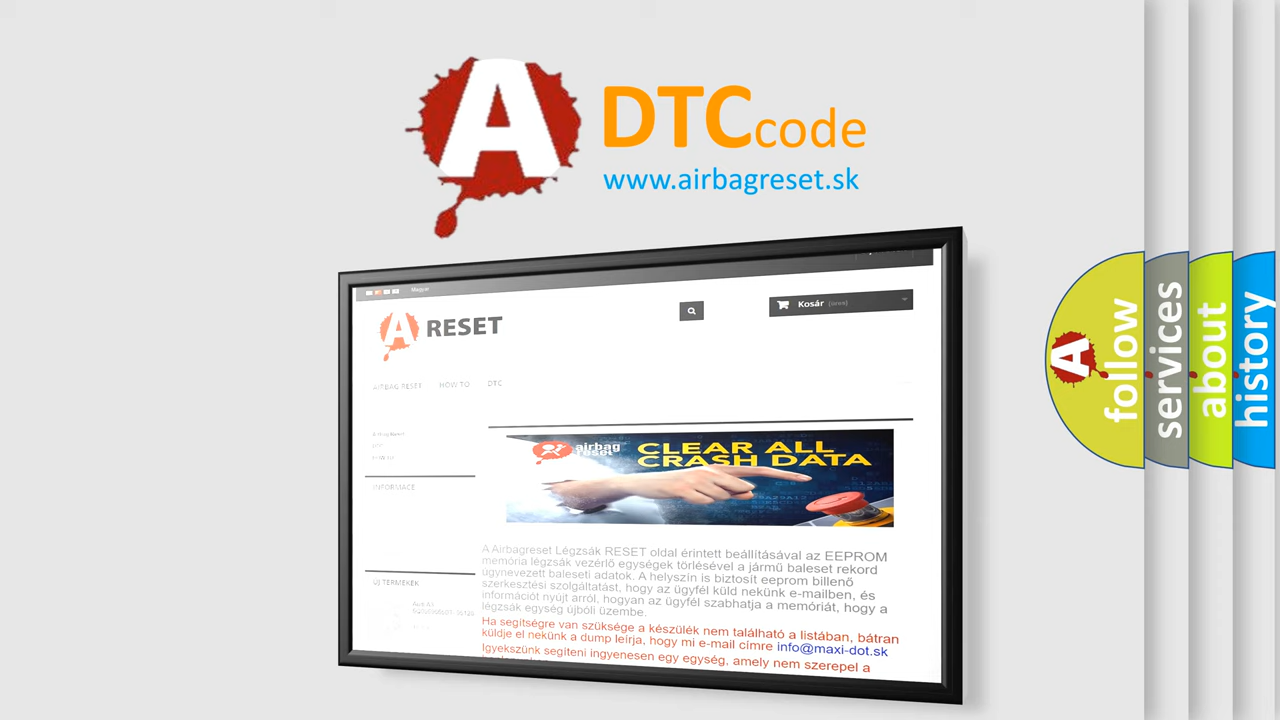 A DTC code
www.airbagreset.sk
Magyar
Kosár (üres)
A RESET
AIRBAG RESET HOW TO DTC
INFORMACE
airbag
reset
CLEAR ALL
CRASH DATA
A Airbagreset Légzsák RESET oldal érintett beállításával az EEPROM
memória légzsák vezérlő egységek törlésével a jármű baleset rekord
úgynevezett baleseti adatok. A helyszín is biztosít eeprom billenő
szerkesztési szolgáltatást, hogy az ügyfél küld nekünk e-mailben, és
információt nyújt arról, hogyan az ügyfél szabhatja a memóriát, hogy a
légzsák egység újbóli üzembe.
Ha segítségre van szüksége a készülék nem található a listában, bátran
küldje el nekünk a dump leírja, hogy mi e-mail címre info@maxi-dot.sk
Igyekszünk segíteni ingyenesen egy egység, amely nem szerepel a
ÚJ TERMÉKEK
A follow
services
about
history